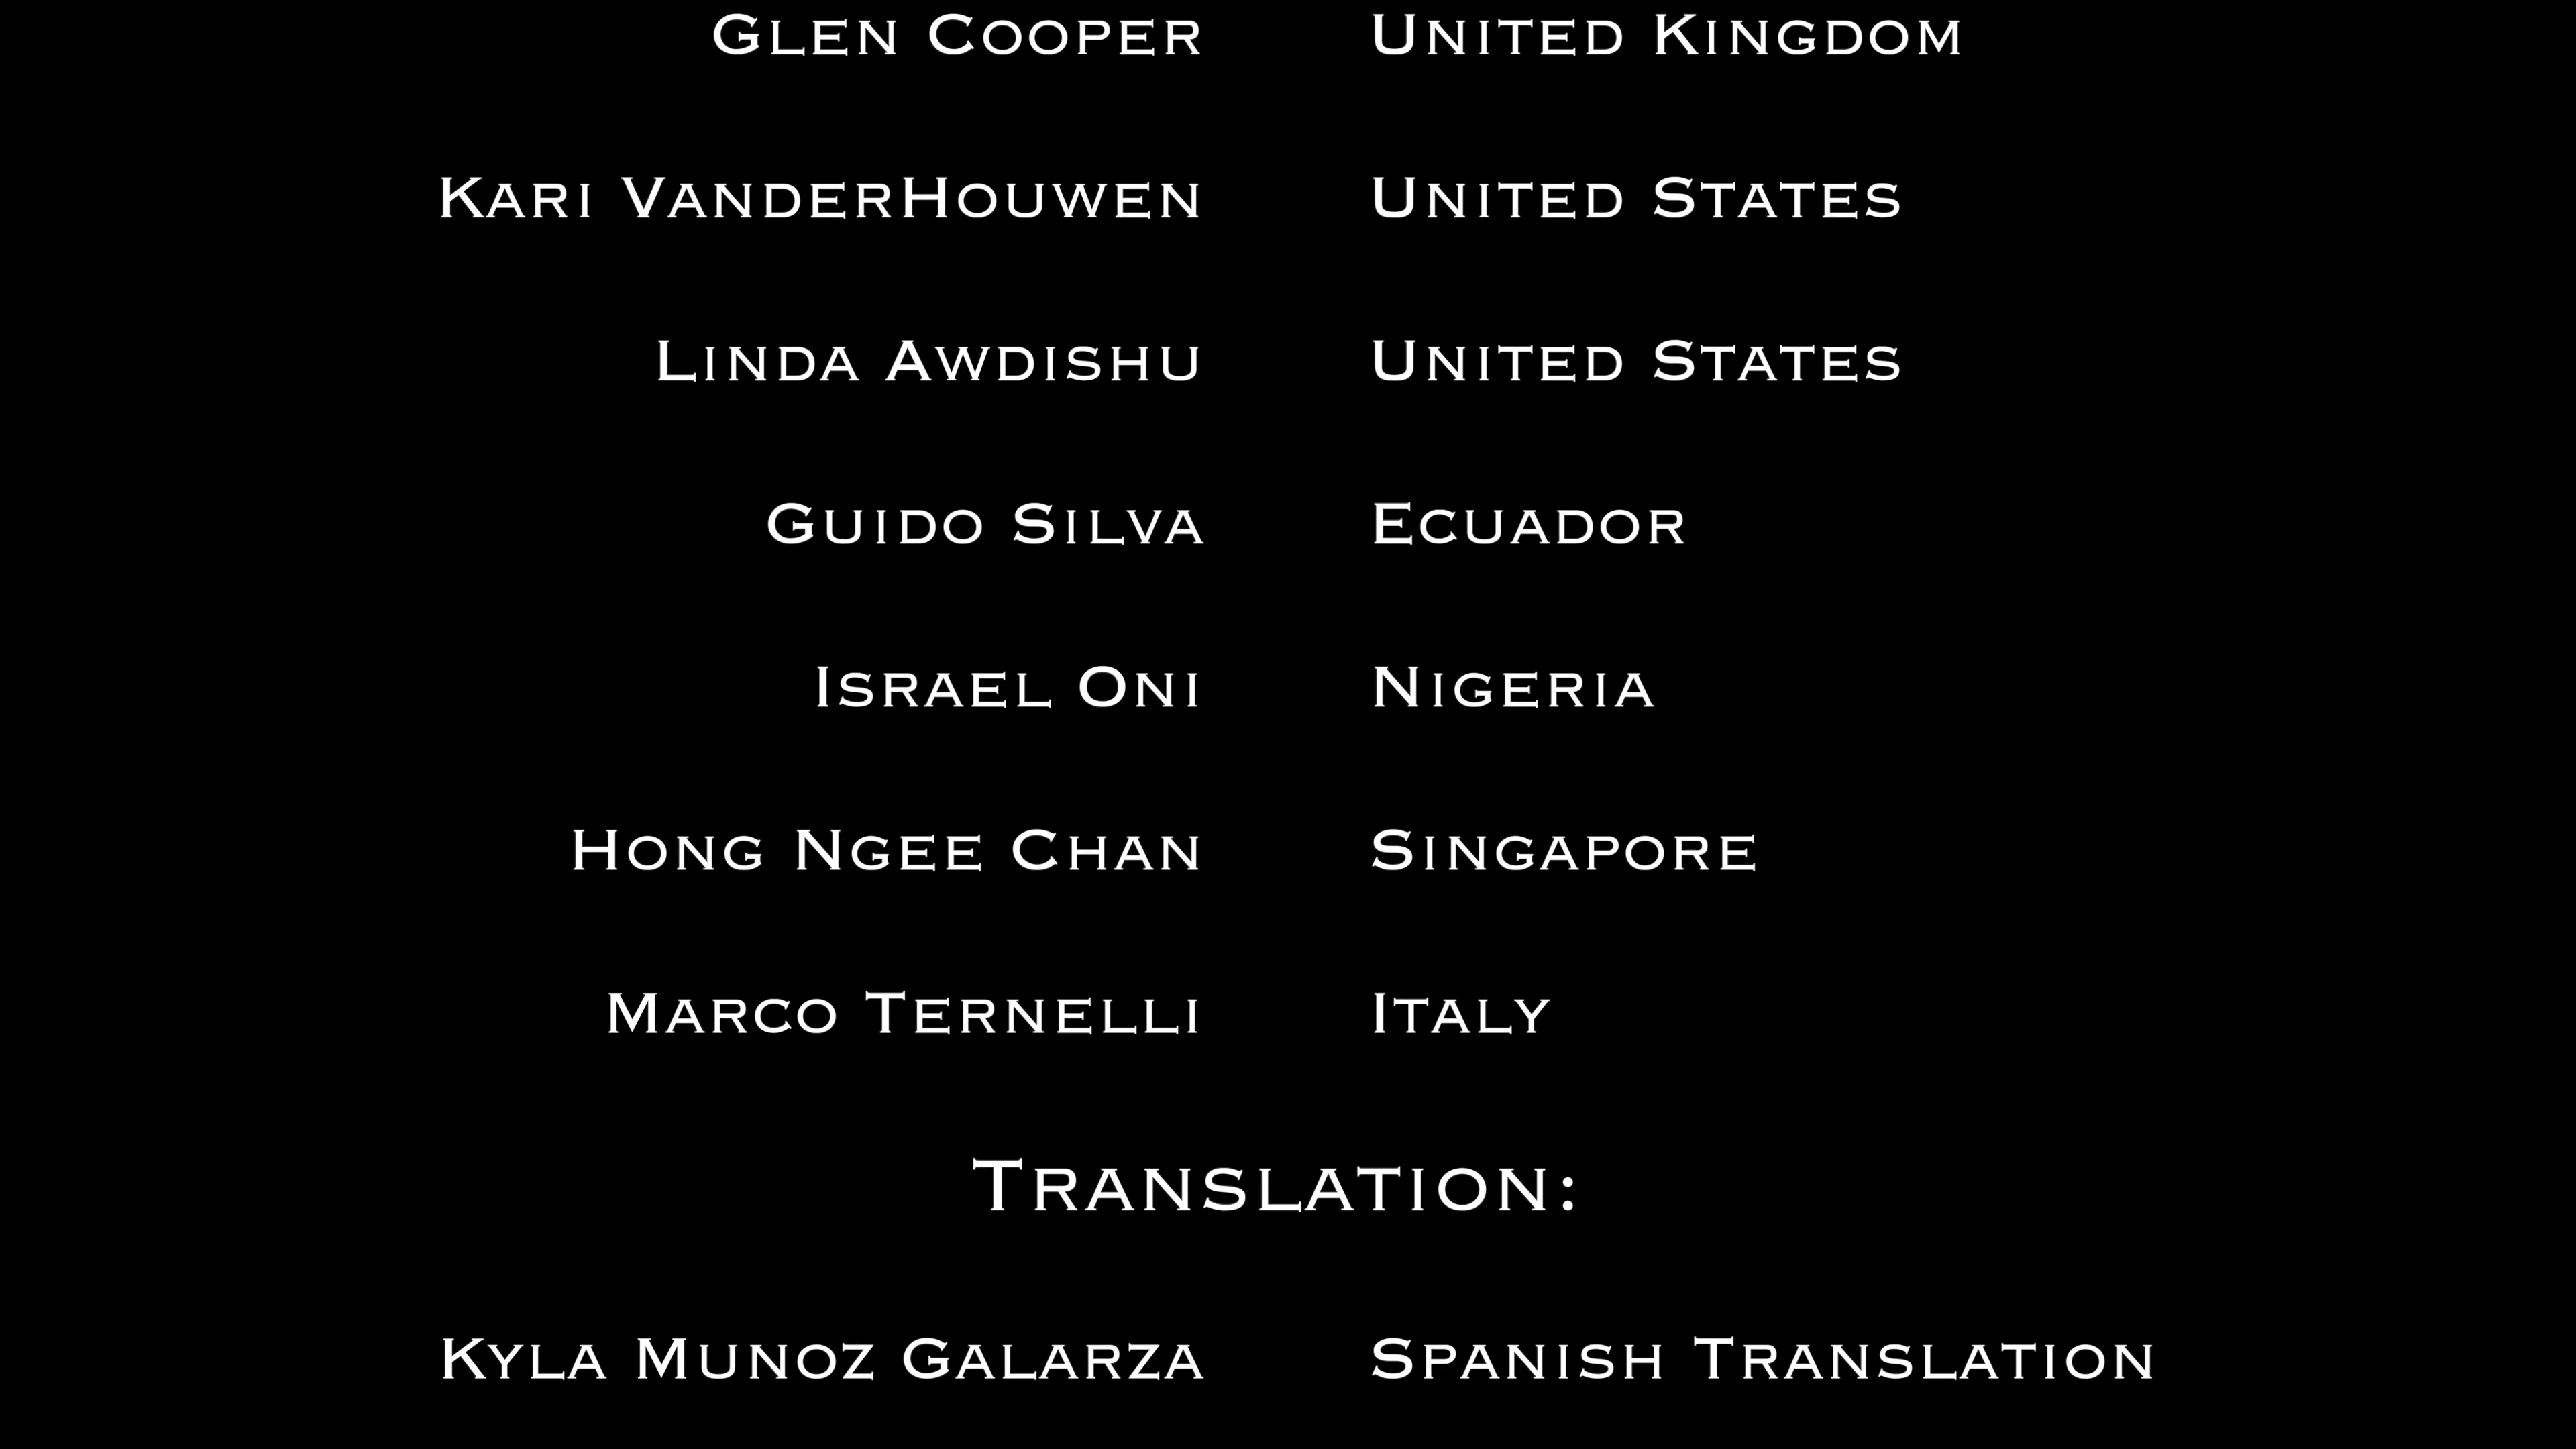 Glen Cooper United Kingdom
Kari VanderHouwen United States
Linda Awdishu United States
Guido Silva Ecuador
Israel Oni Nigeria
Hong Ngee Chan Singapore
Marco Ternelli Italy
Translation:
Kyla Munoz Galarza Spanish Translation